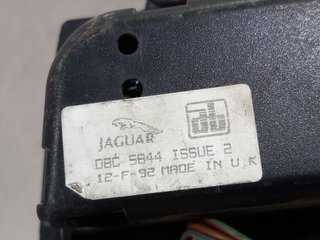 JAGUAR
DBC 5844 ISSUE 2
12-F-92 MADE IN U.K